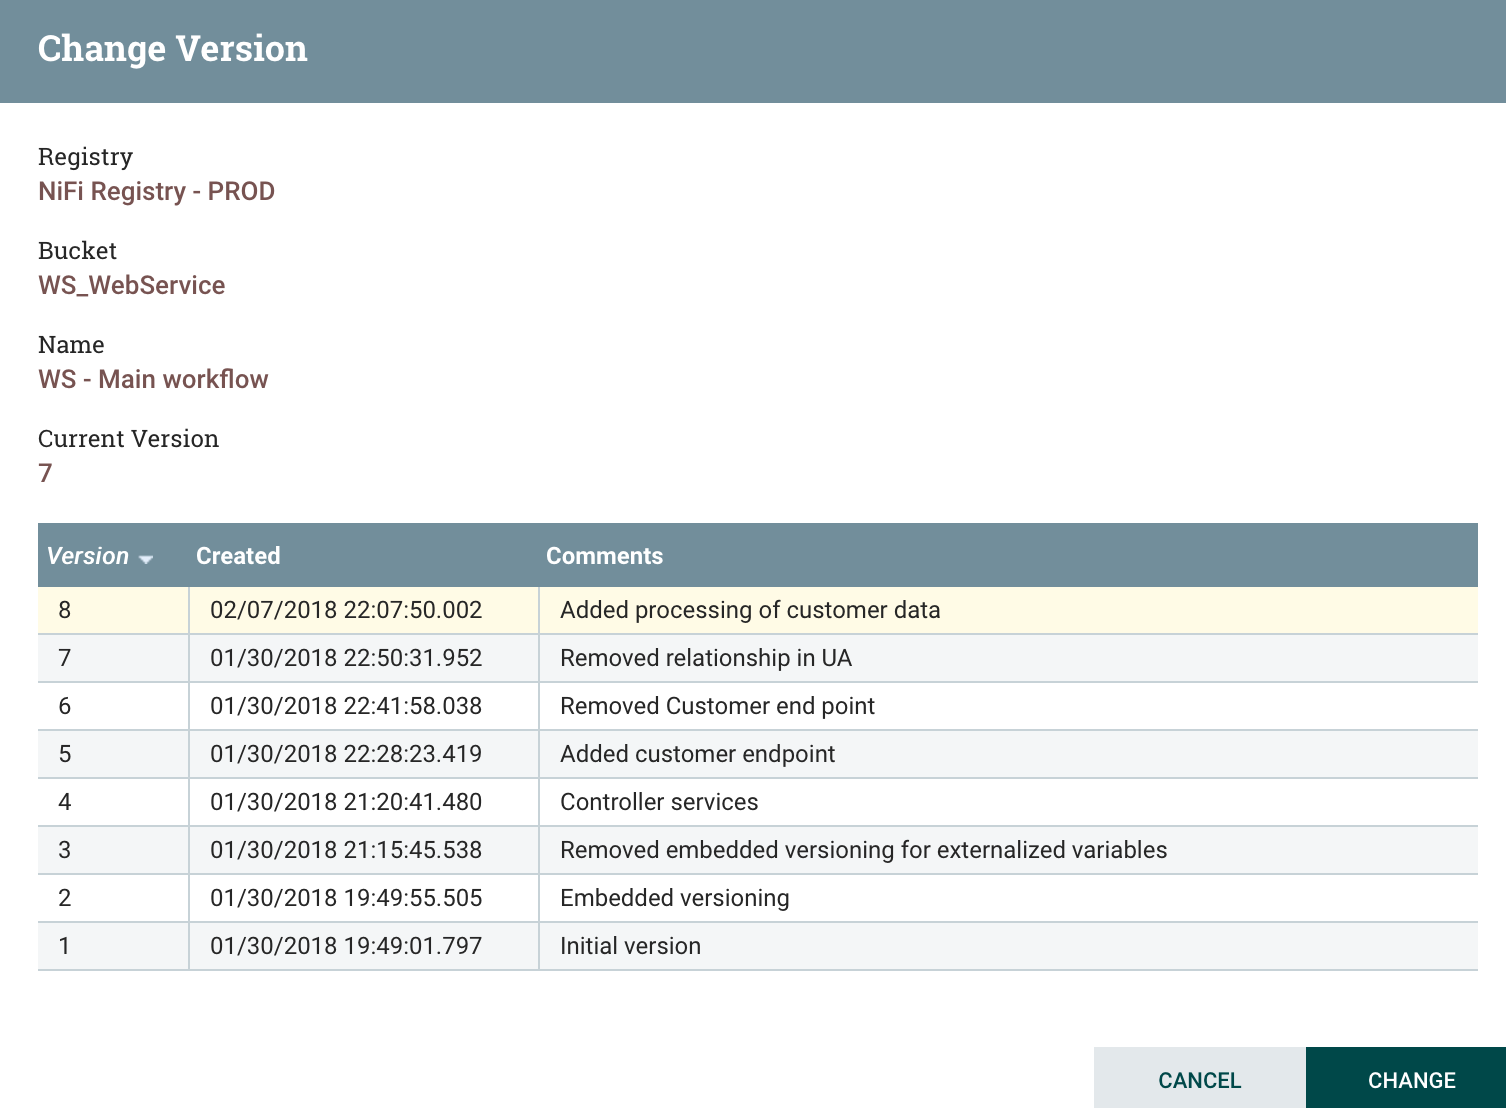 Change Version
Registry
NiFi Registry - PROD
Bucket
WS_WebService
Name
WS - Main workflow
Current Version
7
Version Created Comments
8 02/07/2018 22:07:50.002 Added processing of customer data
7 01/30/2018 22:50:31.952 Removed relationship in UA
6 01/30/2018 22:41:58.038 Removed Customer end point
5 01/30/2018 22:28:23.419 Added customer endpoint
4 01/30/2018 21:20:41.480 Controller services
3 01/30/2018 21:15:45.538 Removed embedded versioning for externalized variables
2 01/30/2018 19:49:55.505 Embedded versioning
1 01/30/2018 19:49:01.797 Initial version
CANCEL CHANGE